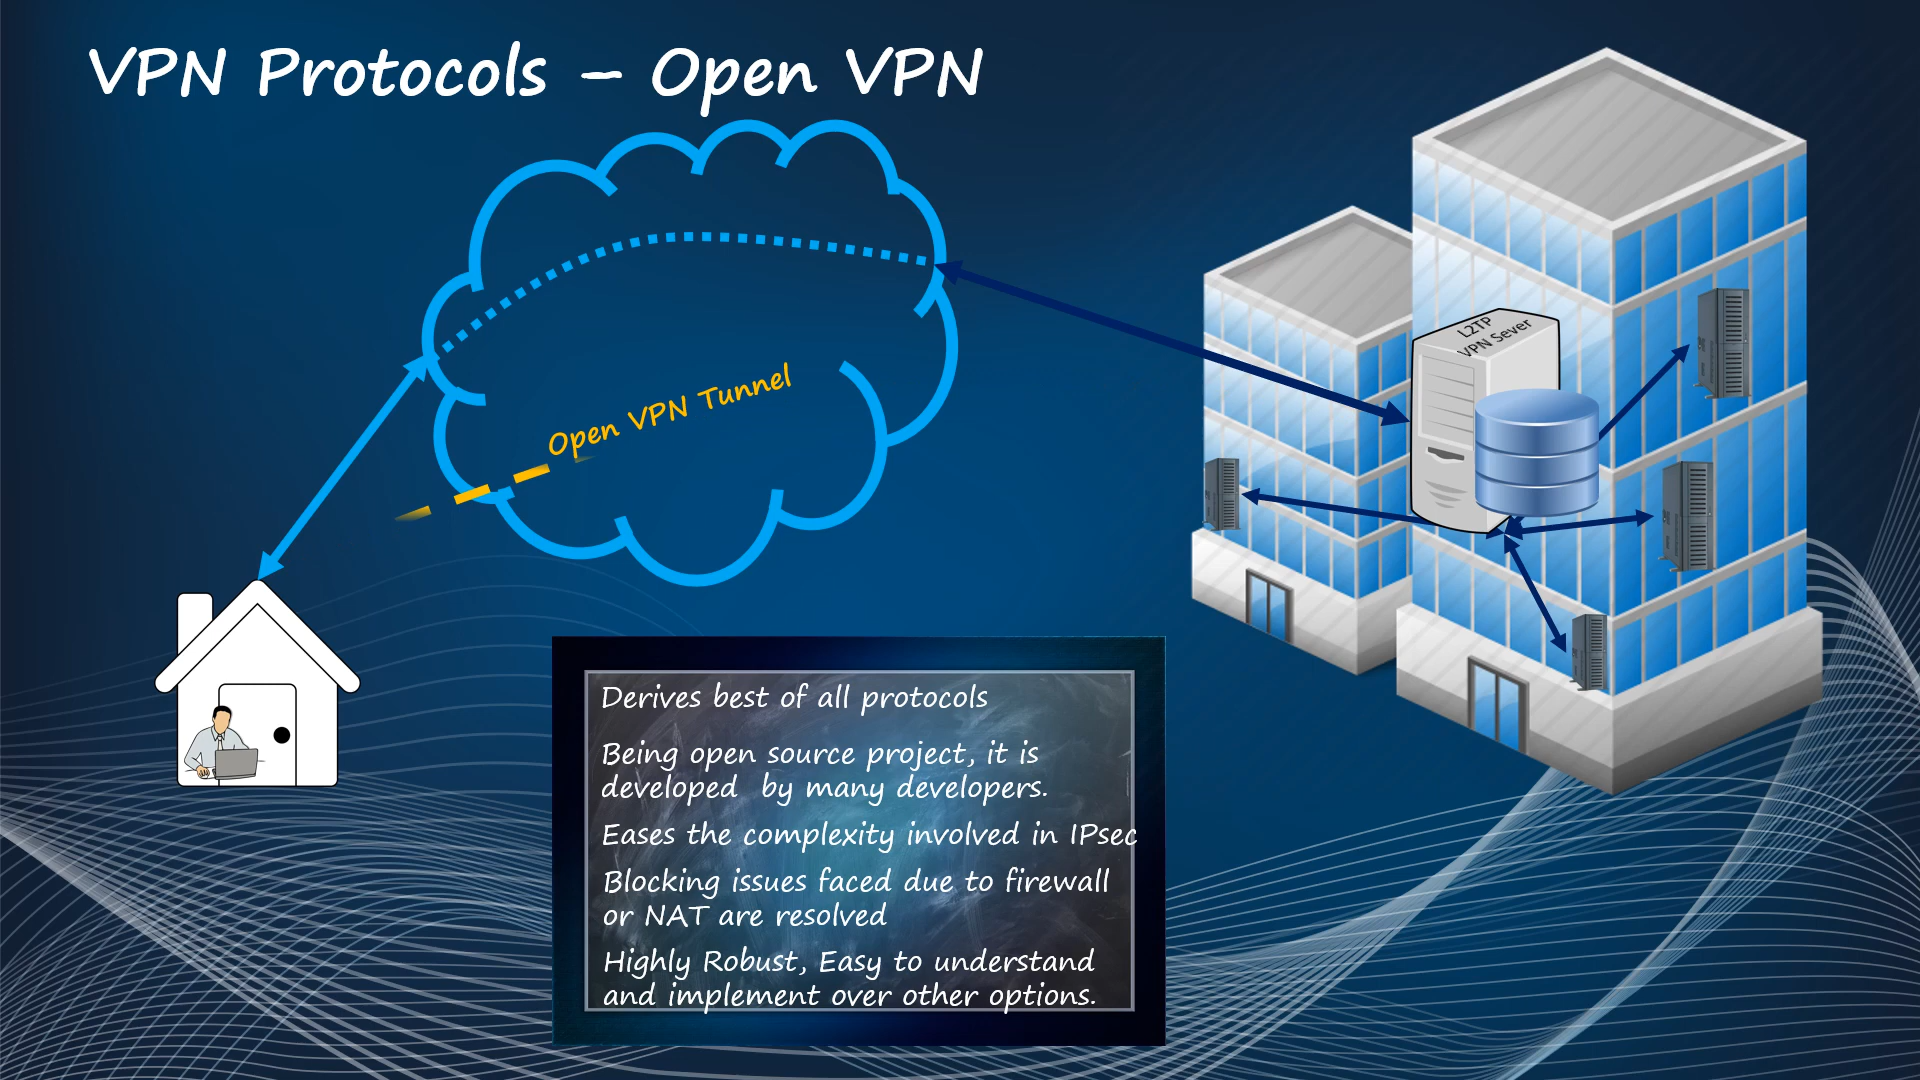 VPN Protocols – Open VPN
L2TP
VPN Sever
Open VPN Tunnel
Derives best of all protocols
Being open source project, it is
developed  by many developers.
Eases the complexity involved in IPsec
Blocking issues faced due to firewall
or NAT are resolved
Highly Robust, Easy to understand
and implement over other options.